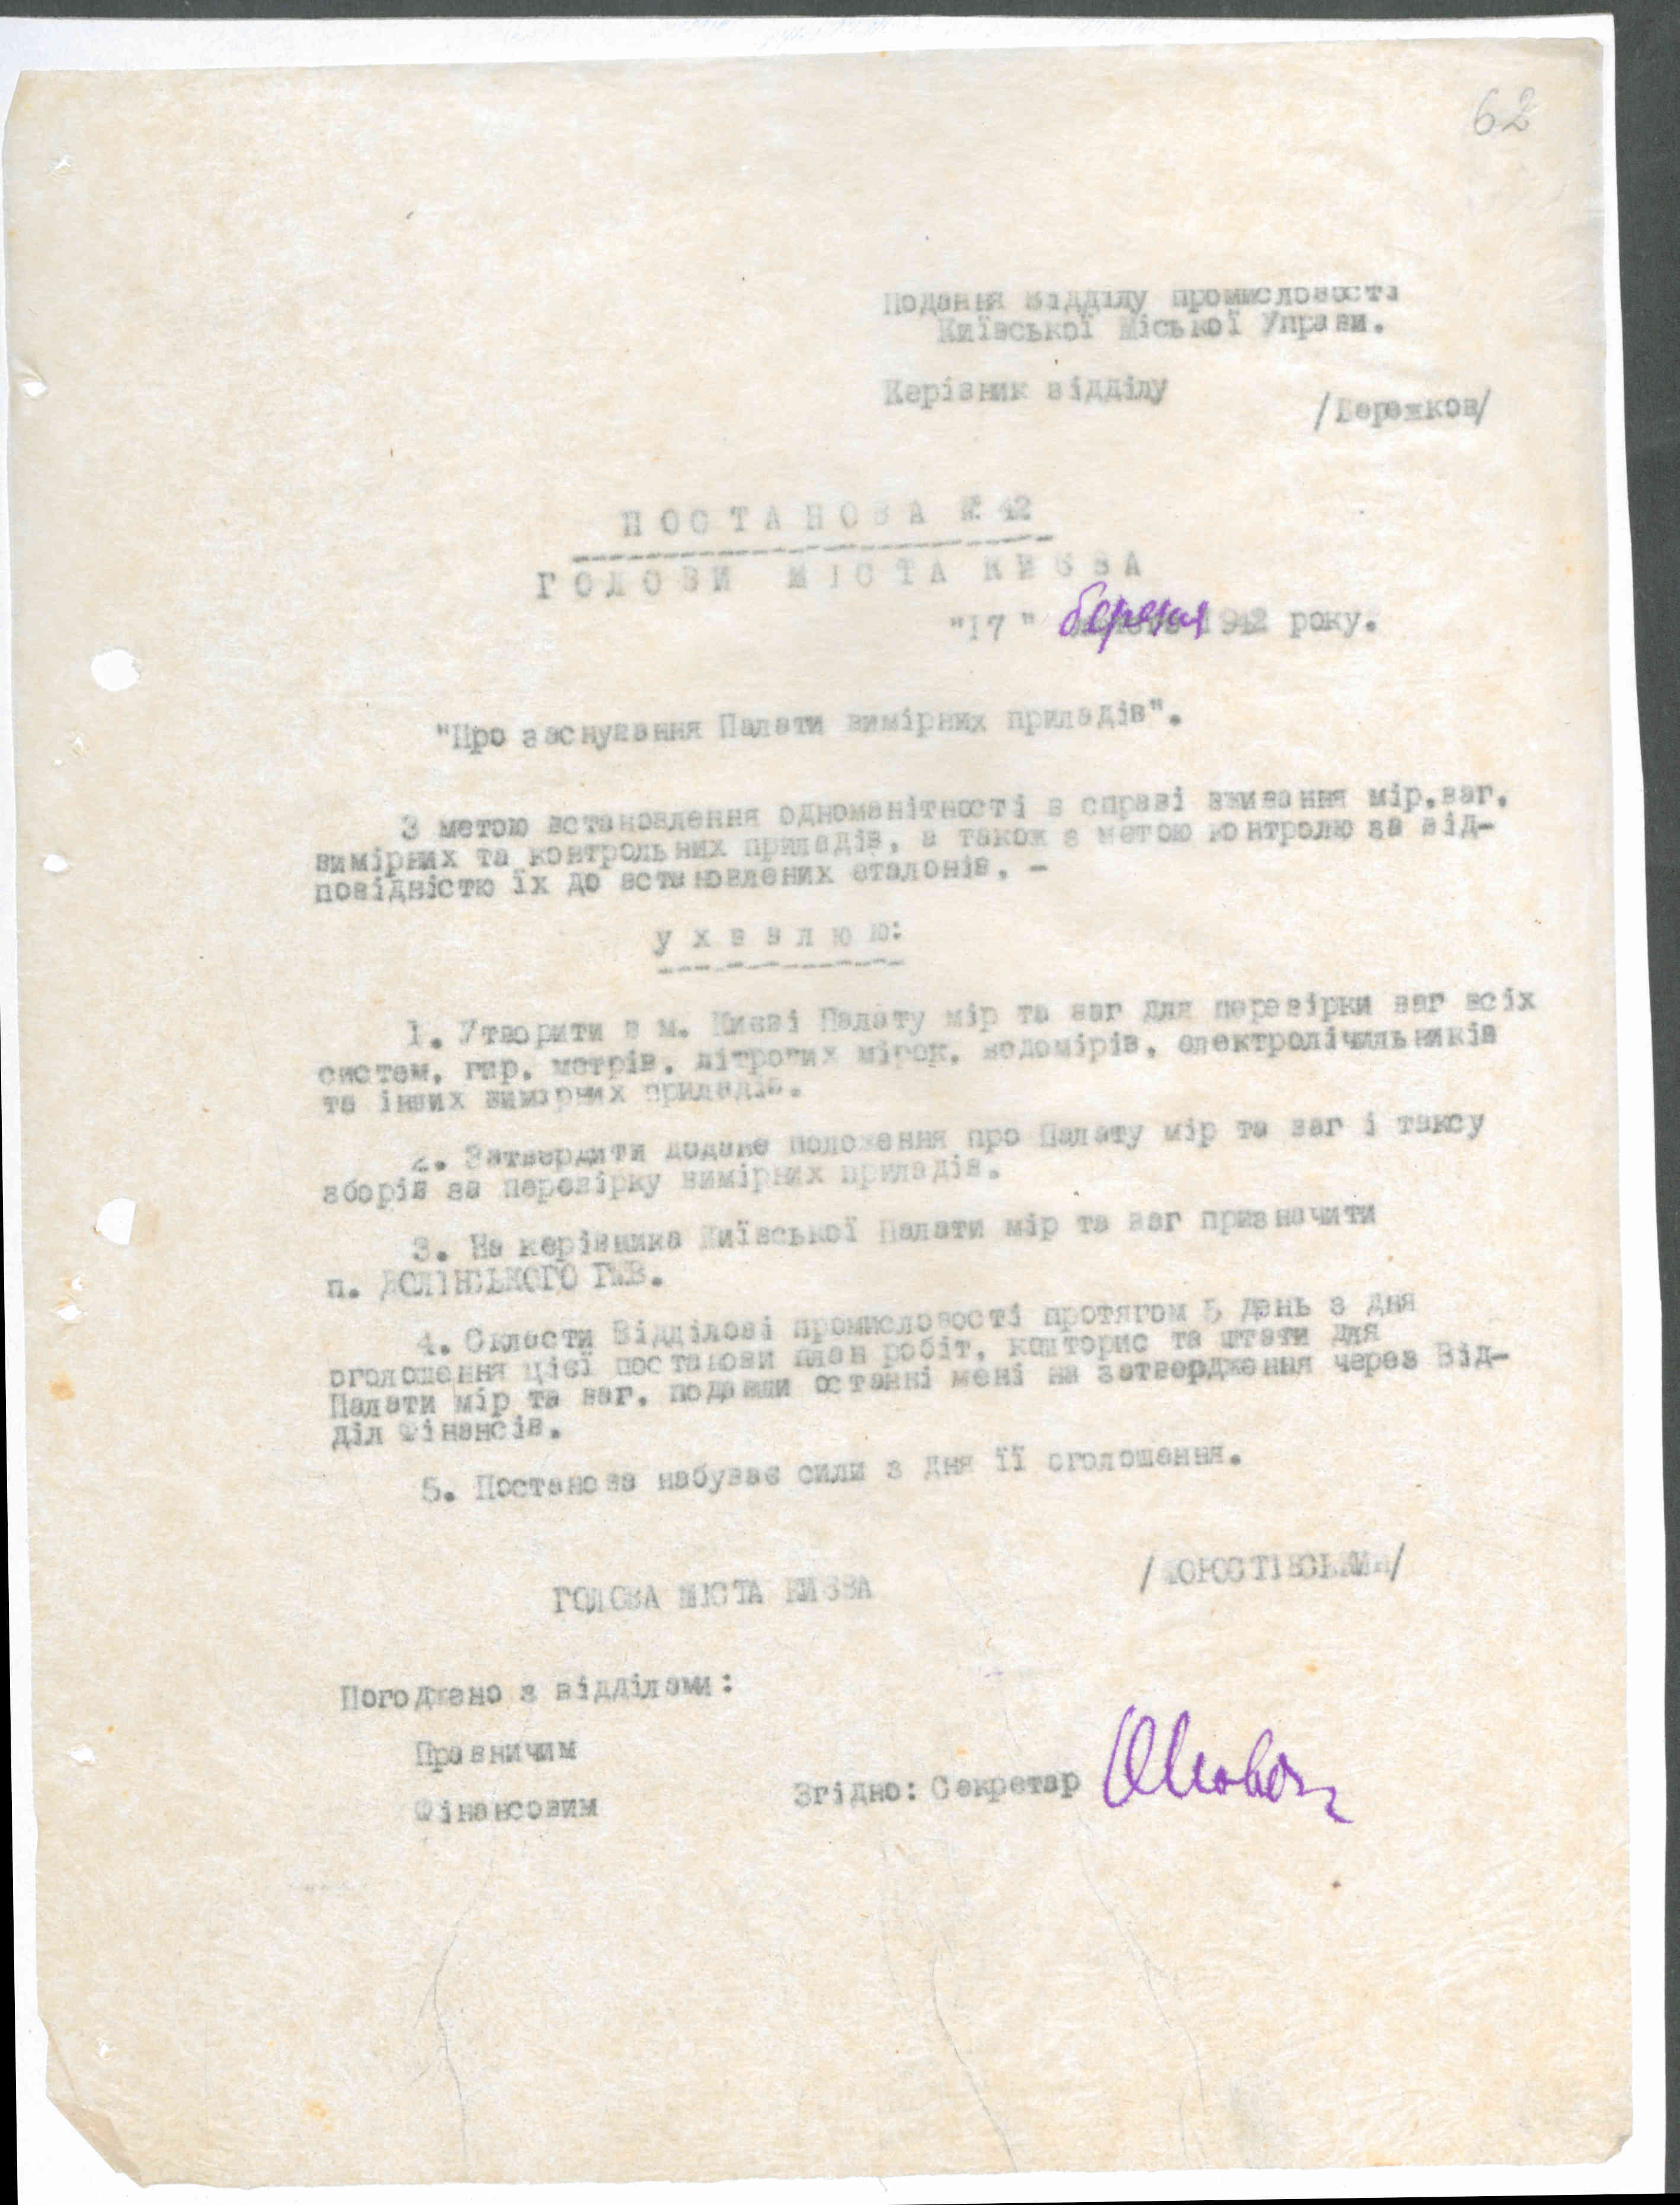 62
Подання Відділу промисловості
Київської Міської Управи.
Керівник відділу
/Бережков/
ПОСТАНОВА № 42
ГОЛОВИ МІСТА КИЄВА
"17" березня 1942 року.
"Про заснування Палати вимірних приладів".
З метою встановлення одноманітності в справі вживання мір, ваг,
вимірних та контрольних приладів, а також з метою контролю за від-
повідністю їх до встановлених еталонів, -
ухвалюю:
1. Утворити в м. Києві Палату мір та ваг для перевірки ваг всіх
систем, гир, метрів, літрових мірок, водомірів, електролічильників
та інших вимірних приладів.
2. Затвердити додане положення про Палату мір та ваг і таксу
зборів за перевірку вимірних приладів.
3. На керівника Київської Палати мір та ваг призначити
п. ВОЛІНСЬКОГО
4. Скласти Відділові промисловості протягом 5 день з дня
оголошення цієї постанови план робіт, кошторис та штати для
Палати мір та ваг, подавши останні мені на затвердження через Від-
діл Фінансів.
5. Постанова набуває сили з дня її оголошення.
ГОЛОВА МІСТА КИЄВА
/ФОРОСТІВСЬКИЙ/
Погоджено з відділами:
Правничим
Фінансовим
Згідно: Секретар